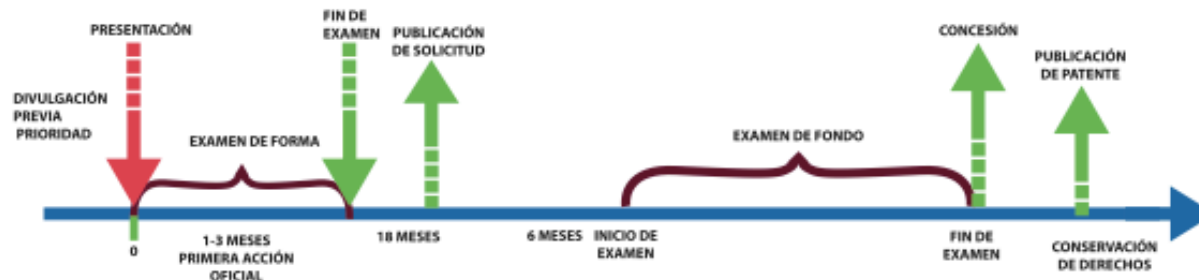 PRESENTACIÓN
FIN DE
EXAMEN
PUBLICACIÓN
DE SOLICITUD
CONCESIÓN
PUBLICACIÓN
DE PATENTE
DIVULGACIÓN
PREVIA
PRIORIDAD
EXAMEN DE FORMA
EXAMEN DE FONDO
0
1-3 MESES
PRIMERA ACCIÓN
OFICIAL
18 MESES
6 MESES
INICIO DE
EXAMEN
FIN DE
EXAMEN
CONSERVACIÓN
DE DERECHOS